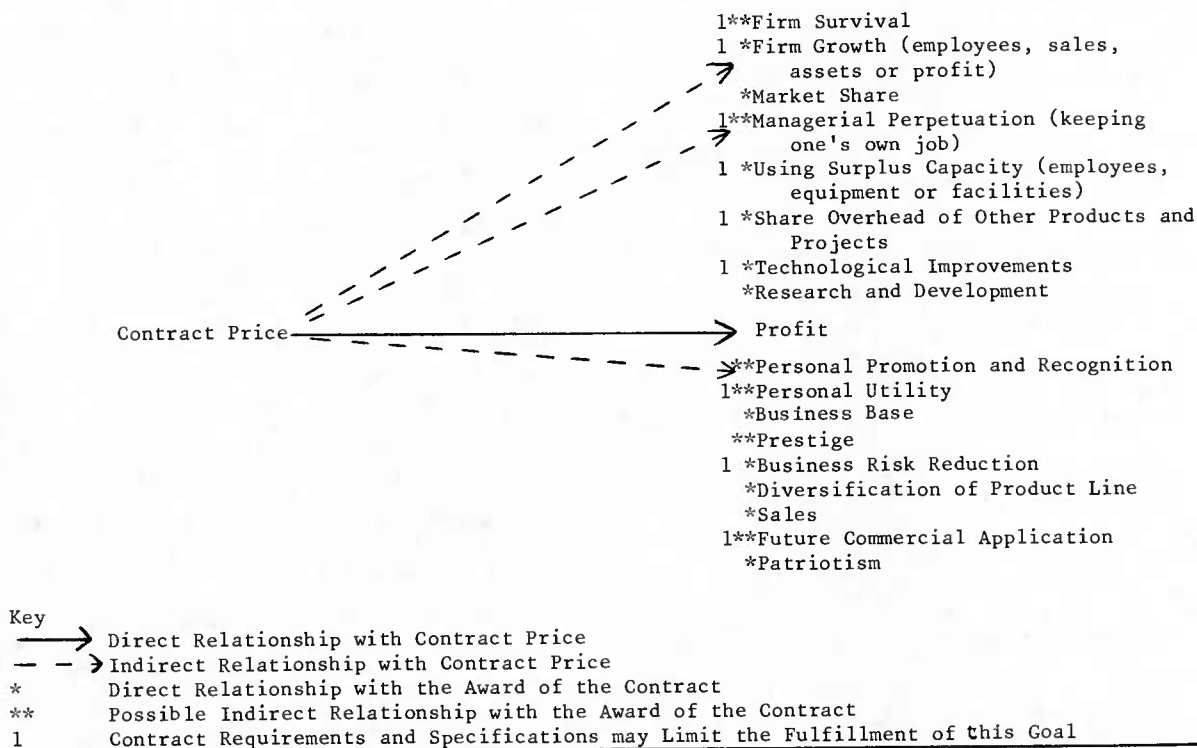 1**Firm Survival
1 *Firm Growth (employees, sales,
assets or profit)
*Market Share
1**Managerial Perpetuation (keeping
one's own job)
1 *Using Surplus Capacity (employees,
equipment or facilities)
1 *Share Overhead of Other Products and
Projects
1 *Technological Improvements
*Research and Development
Contract Price Profit
**Personal Promotion and Recognition
1**Personal Utility
*Business Base
**Prestige
1 *Business Risk Reduction
*Diversification of Product Line
*Sales
1**Future Commercial Application
*Patriotism
Key
Direct Relationship with Contract Price
Indirect Relationship with Contract Price
* Direct Relationship with the Award of the Contract
** Possible Indirect Relationship with the Award of the Contract
1 Contract Requirements and Specifications may Limit the Fulfillment of this Goal